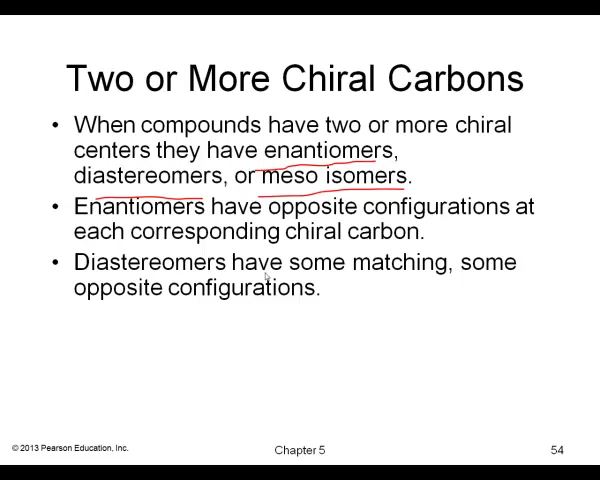 Two or More Chiral Carbons
• When compounds have two or more chiral
centers they have enantiomers,
diastereomers, or meso isomers.
• Enantiomers have opposite configurations at
each corresponding chiral carbon.
• Diastereomers have some matching, some
opposite configurations.
© 2013 Pearson Education, Inc.
Chapter 5
54